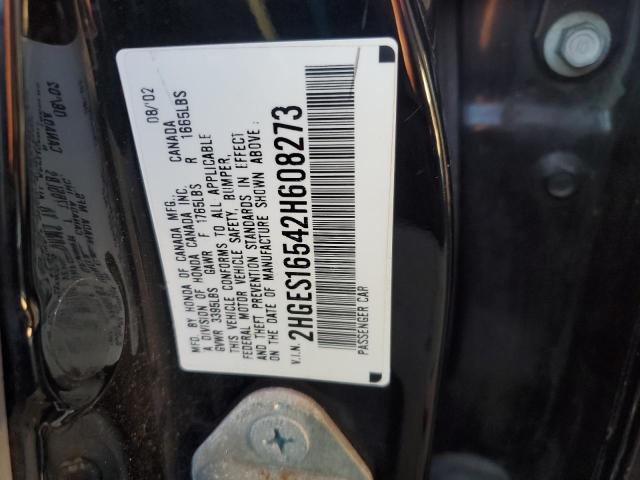 MFD. BY HONDA OF CANADA MFG. CANADA
A DIVISION OF HONDA CANADA INC.
GVWR 3395LBS GAWR F 1765LBS R 1665LBS
THIS VEHICLE CONFORMS TO ALL APPLICABLE
FEDERAL MOTOR VEHICLE SAFETY, BUMPER,
AND THEFT PREVENTION STANDARDS IN EFFECT
ON DATE OF MANUFACTURE SHOWN ABOVE:
08/'02
V.I.N. 2HGES16542H608273
PASSENGER CAR